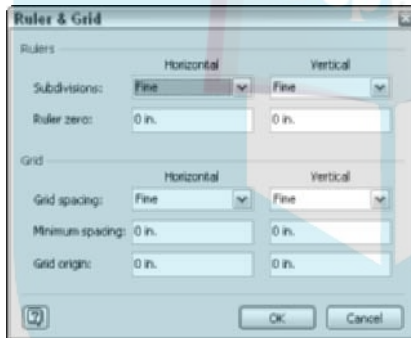 Ruler & Grid
Rulers
Horizontal Vertical
Subdivisions: Fine Fine
Ruler zero: 0 in. 0 in.
Grid
Horizontal Vertical
Grid spacing: Fine Fine
Minimum spacing: 0 in. 0 in.
Grid origin: 0 in. 0 in.
? OK Cancel